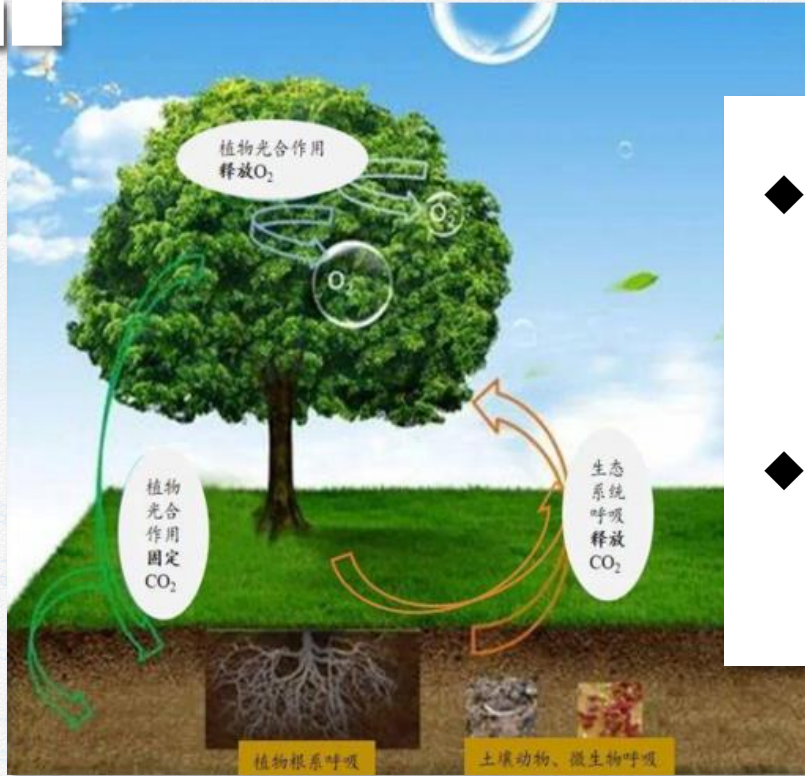 植物光合作用
释放O₂
O₂
O₂
植物
光合
作用
固定
CO₂
生态
系统
呼吸
释放
CO₂
植物根系呼吸
土壤动物、微生物呼吸